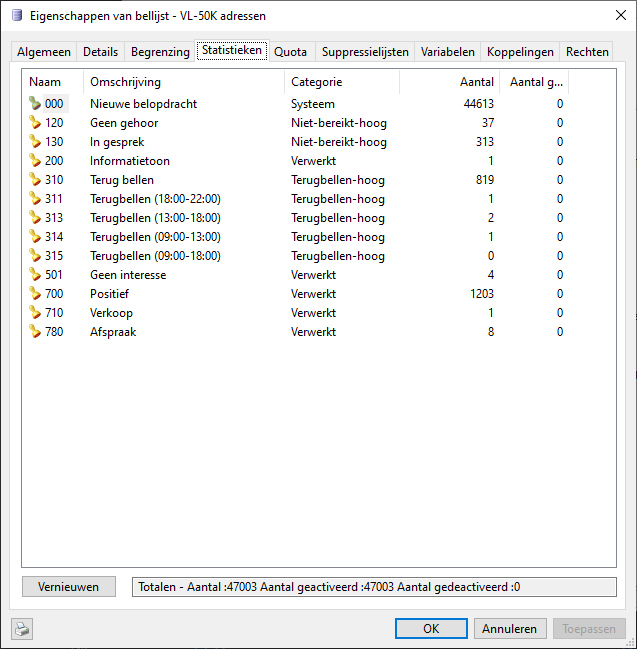 Eigenschappen van bellijst - VL-50K adressen
Algemeen Details Begrenzing Statistieken Quota Suppressielijsten Variabelen Koppelingen Rechten
Naam Omschrijving Categorie Aantal Aantal g...
000 Nieuwe belopdracht Systeem 44613 0
120 Geen gehoor Niet-bereikt-hoog 37 0
130 In gesprek Niet-bereikt-hoog 313 0
200 Informatietoon Verwerkt 1 0
310 Terug bellen Terugbellen-hoog 819 0
311 Terugbellen (18:00-22:00) Terugbellen-hoog 1 0
313 Terugbellen (13:00-18:00) Terugbellen-hoog 2 0
314 Terugbellen (09:00-13:00) Terugbellen-hoog 1 0
315 Terugbellen (09:00-18:00) Terugbellen-hoog 0 0
501 Geen interesse Verwerkt 4 0
700 Positief Verwerkt 1203 0
710 Verkoop Verwerkt 1 0
780 Afspraak Verwerkt 8 0
Vernieuwen Totalen - Aantal :47003 Aantal geactiveerd :47003 Aantal gedeactiveerd :0
OK Annuleren Toepassen